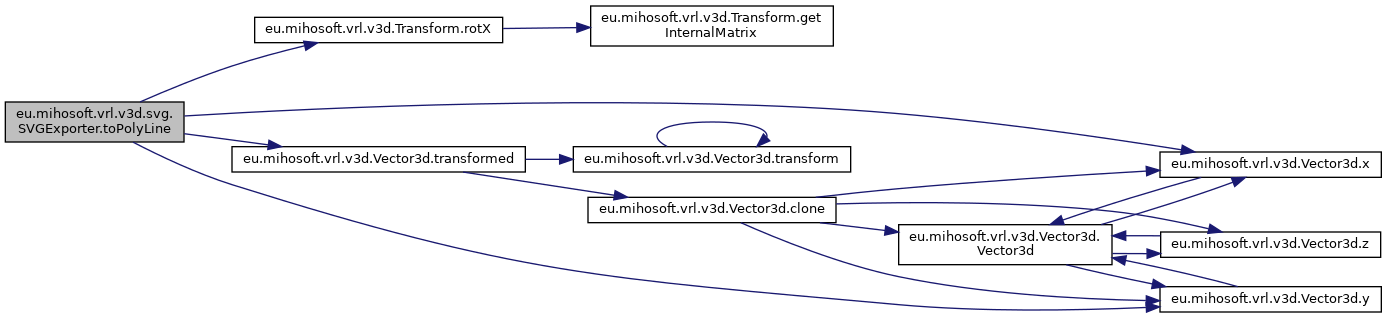 eu.mihosoft.vrl.v3d.svg.
SVGExporter.toPolyLine
eu.mihosoft.vrl.v3d.Transform.rotX
eu.mihosoft.vrl.v3d.Transform.get
InternalMatrix
eu.mihosoft.vrl.v3d.Vector3d.transformed
eu.mihosoft.vrl.v3d.Vector3d.transform
eu.mihosoft.vrl.v3d.Vector3d.clone
eu.mihosoft.vrl.v3d.Vector3d.
Vector3d
eu.mihosoft.vrl.v3d.Vector3d.x
eu.mihosoft.vrl.v3d.Vector3d.z
eu.mihosoft.vrl.v3d.Vector3d.y